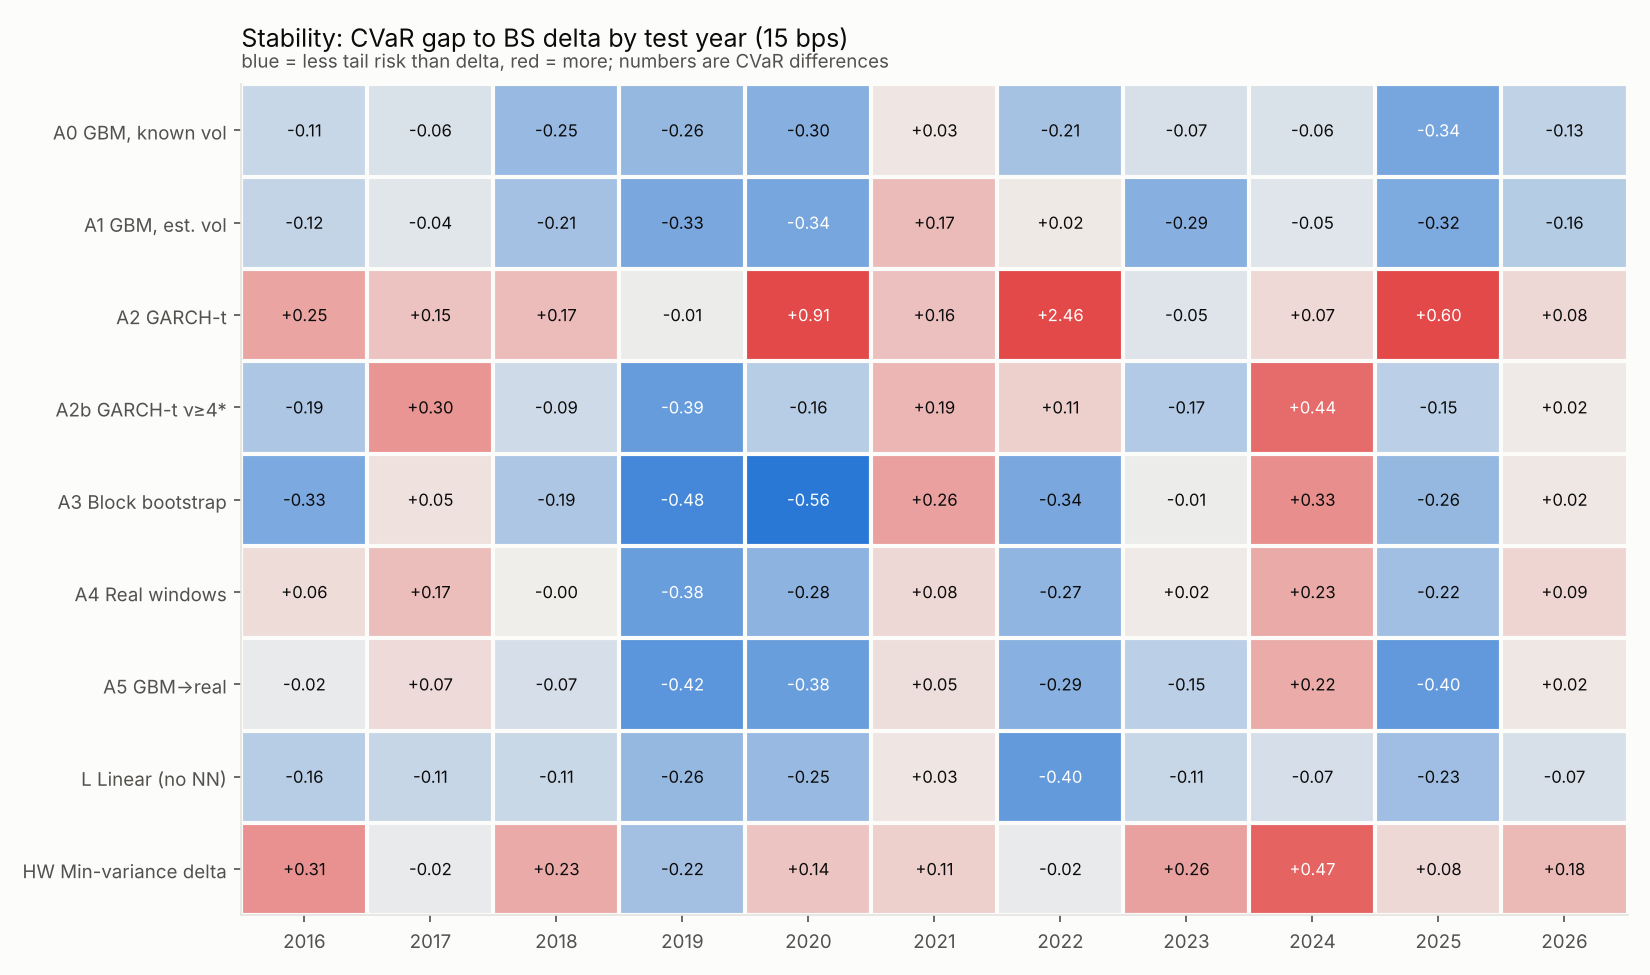 Stability: CVaR gap to BS delta by test year (15 bps)
blue = less tail risk than delta, red = more; numbers are CVaR differences
A0 GBM, known vol -0.11 -0.06 -0.25 -0.26 -0.30 +0.03 -0.21 -0.07 -0.06 -0.34 -0.13
A1 GBM, est. vol -0.12 -0.04 -0.21 -0.33 -0.34 +0.17 +0.02 -0.29 -0.05 -0.32 -0.16
A2 GARCH-t +0.25 +0.15 +0.17 -0.01 +0.91 +0.16 +2.46 -0.05 +0.07 +0.60 +0.08
A2b GARCH-t ν≥4* -0.19 +0.30 -0.09 -0.39 -0.16 +0.19 +0.11 -0.17 +0.44 -0.15 +0.02
A3 Block bootstrap -0.33 +0.05 -0.19 -0.48 -0.56 +0.26 -0.34 -0.01 +0.33 -0.26 +0.02
A4 Real windows +0.06 +0.17 -0.00 -0.38 -0.28 +0.08 -0.27 +0.02 +0.23 -0.22 +0.09
A5 GBM→real -0.02 +0.07 -0.07 -0.42 -0.38 +0.05 -0.29 -0.15 +0.22 -0.40 +0.02
L Linear (no NN) -0.16 -0.11 -0.11 -0.26 -0.25 +0.03 -0.40 -0.11 -0.07 -0.23 -0.07
HW Min-variance delta +0.31 -0.02 +0.23 -0.22 +0.14 +0.11 -0.02 +0.26 +0.47 +0.08 +0.18
2016 2017 2018 2019 2020 2021 2022 2023 2024 2025 2026